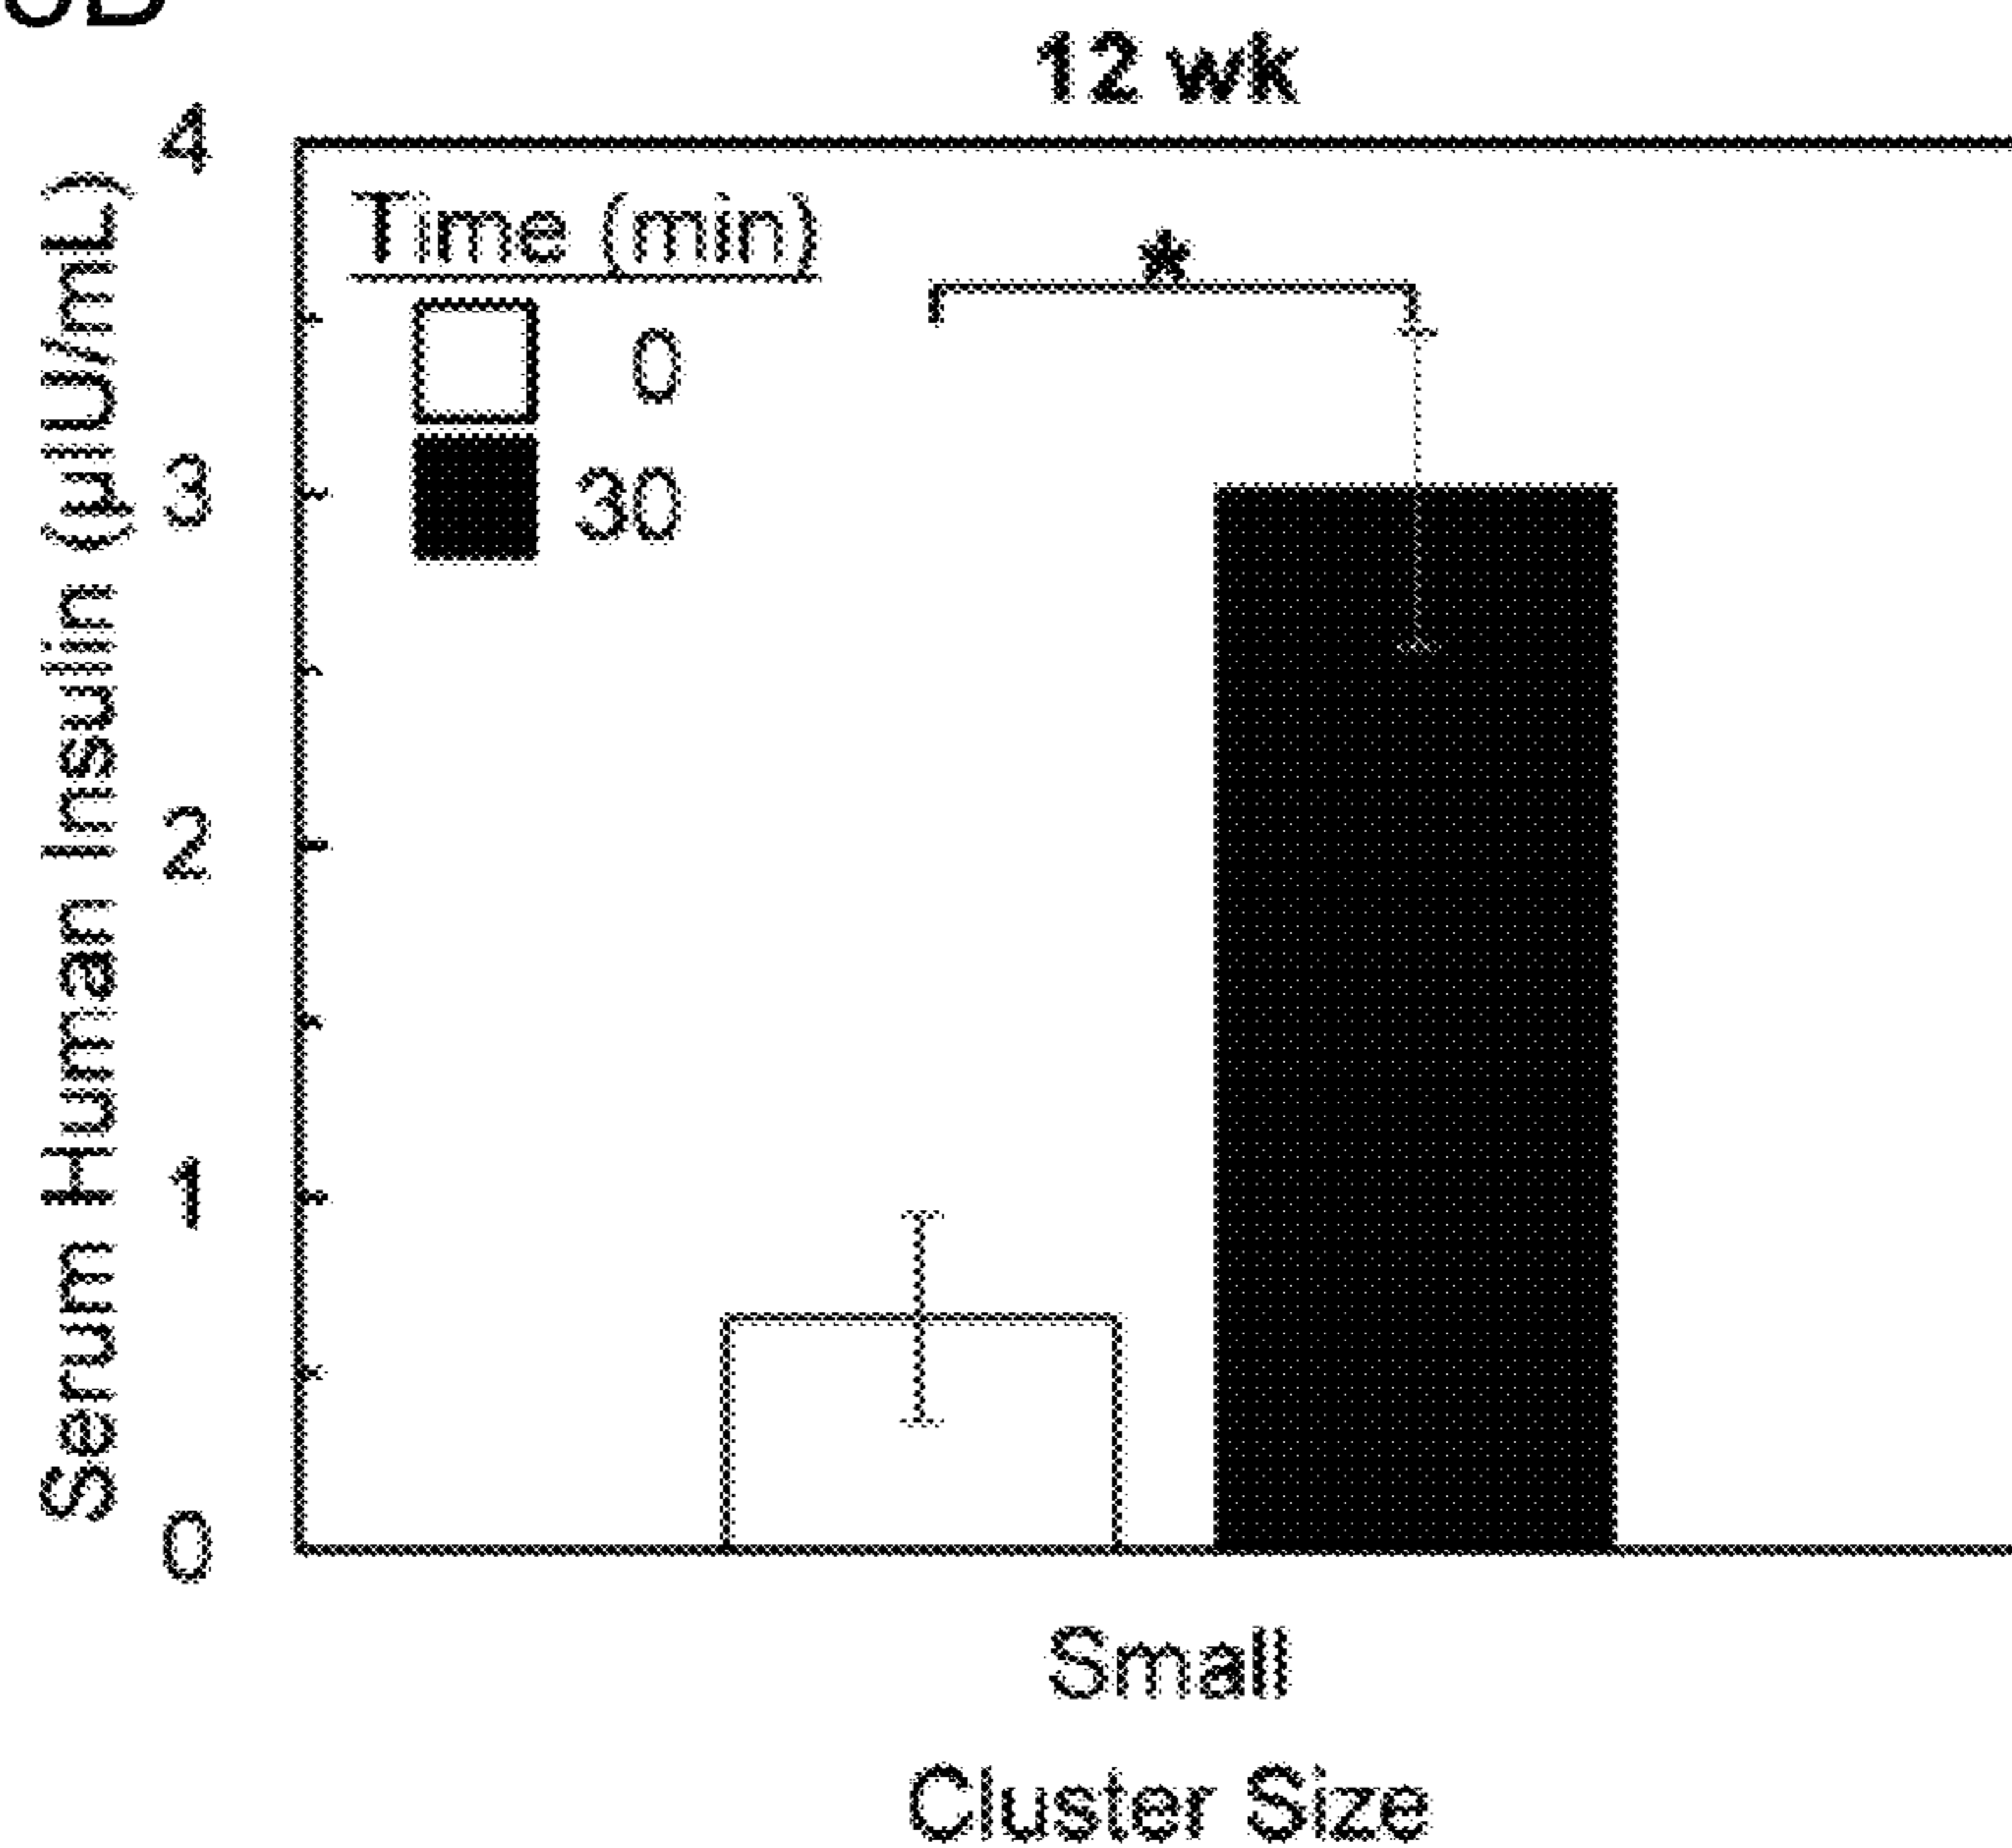 12 wk
Serum Human Insulin (µIU/mL)
4
3
2
1
0
Time (min)
0
30
*
Small
Cluster Size